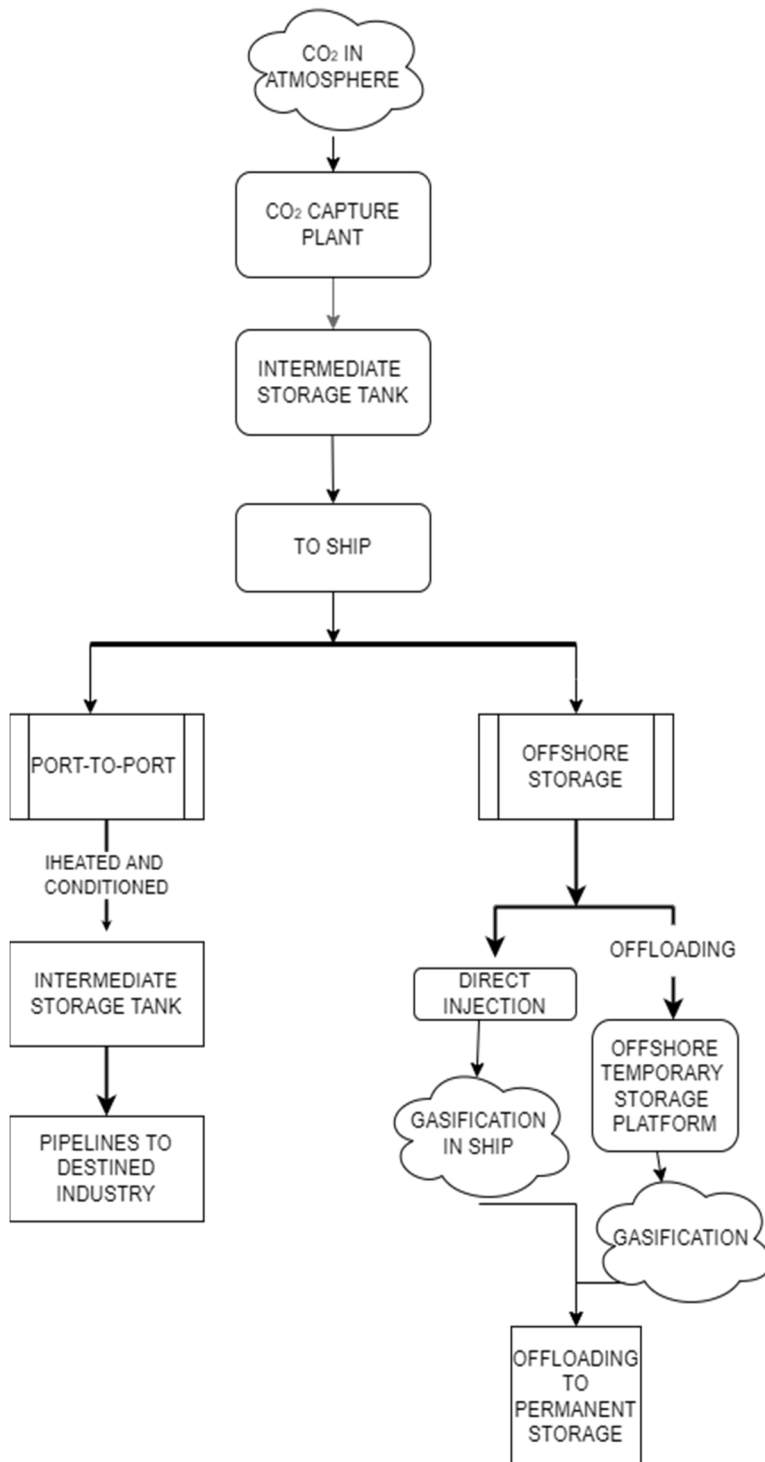 CO₂ IN
ATMOSPHERE
CO₂ CAPTURE
PLANT
INTERMEDIATE
STORAGE TANK
TO SHIP
PORT-TO-PORT
OFFSHORE
STORAGE
IHEATED AND
CONDITIONED
OFFLOADING
INTERMEDIATE
STORAGE TANK
DIRECT
INJECTION
OFFSHORE
TEMPORARY
STORAGE
PLATFORM
PIPELINES TO
DESTINED
INDUSTRY
GASIFICATION
IN SHIP
GASIFICATION
OFFLOADING
TO
PERMANENT
STORAGE